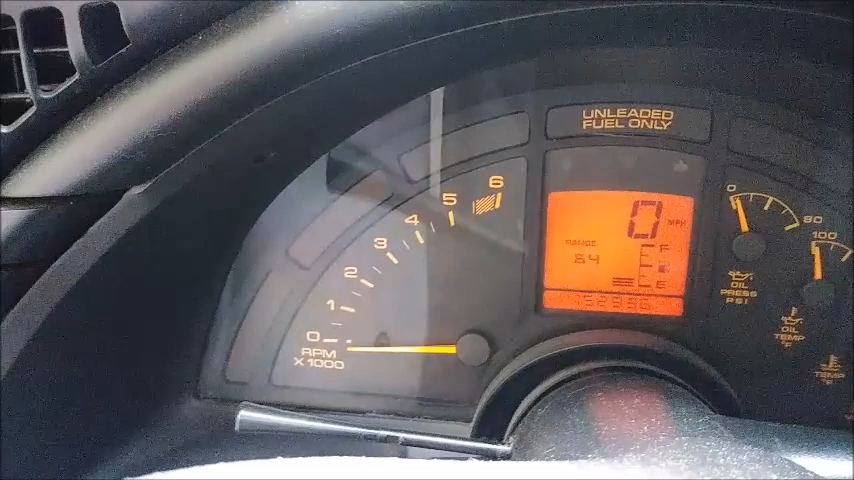 UNLEADED
FUEL ONLY
0 1 2 3 4 5 6
RPM
X 1000
0 MPH
RANGE
64
F
E
0 80
OIL
PRESS
PSI
100
OIL
TEMP
°F
TEMP
°F